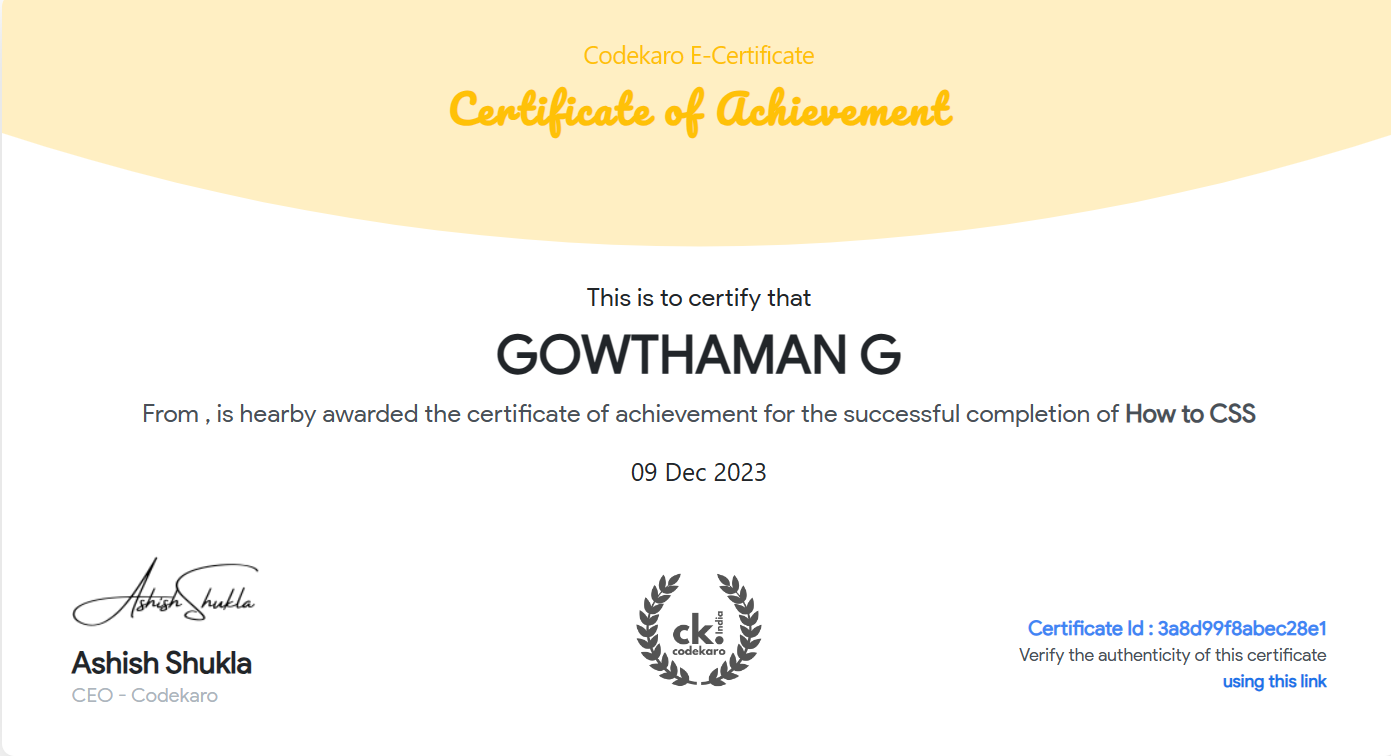 Codekaro E-Certificate
Certificate of Achievement
This is to certify that
GOWTHAMAN G
From , is hearby awarded the certificate of achievement for the successful completion of How to CSS
09 Dec 2023
Ashish Shukla
Ashish Shukla
CEO - Codekaro
ck.
India
codekaro
Certificate Id : 3a8d99f8abec28e1
Verify the authenticity of this certificate
using this link